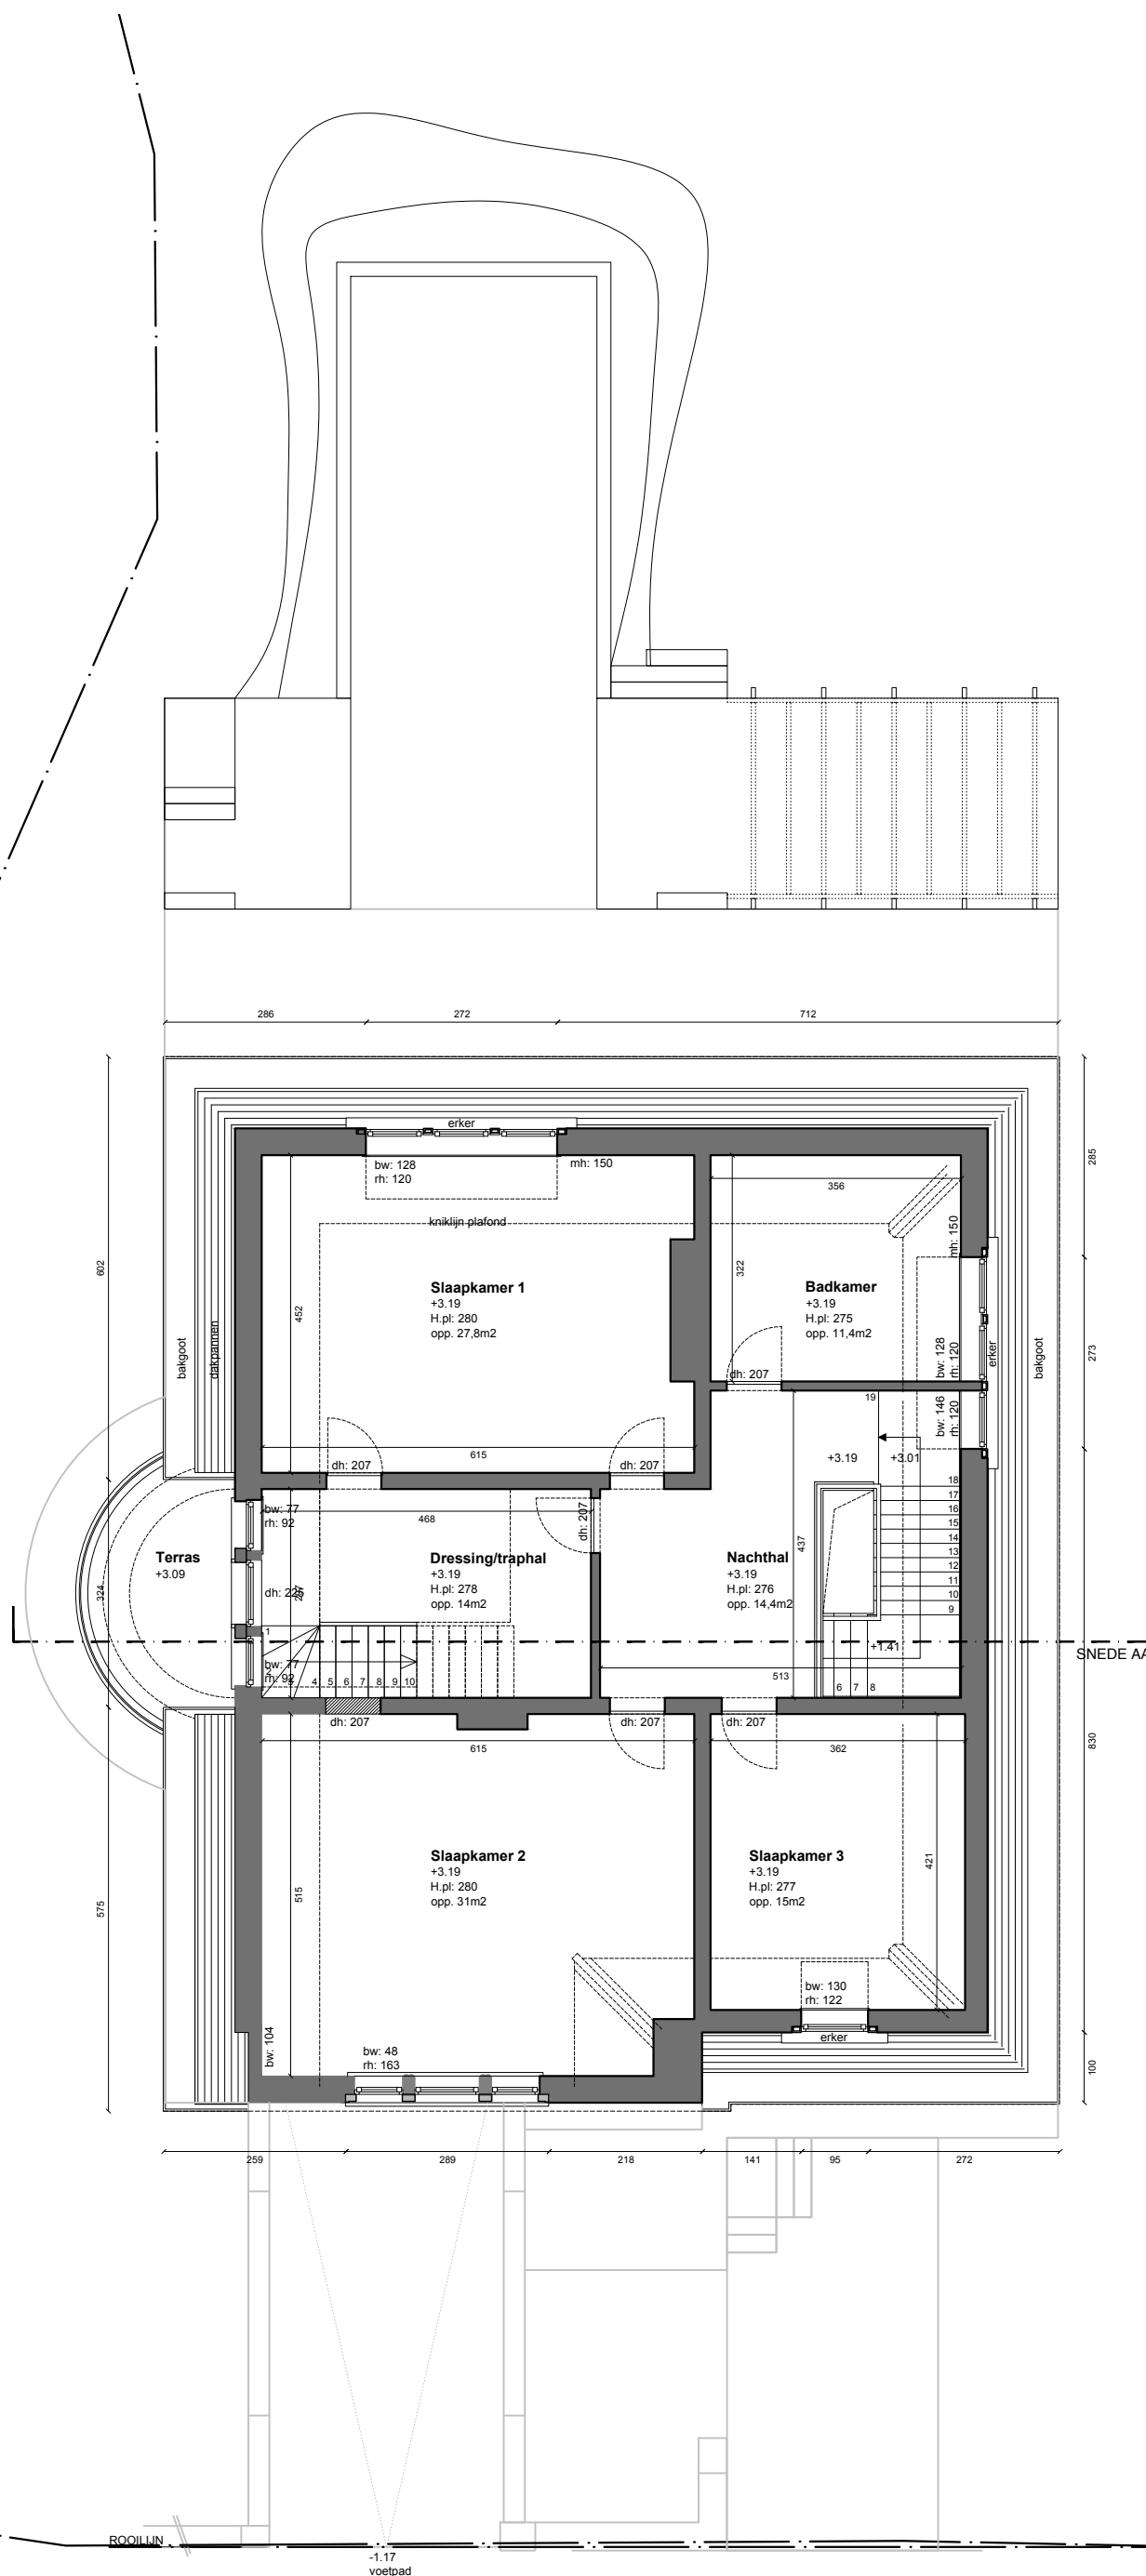 286
272
712
erker
bw: 128
rh: 120
mh: 150
285
356
mh: 150
kniklijn plafond
602
452
322
Slaapkamer 1
+3.19
H.pl: 280
opp. 27,8m2
Badkamer
+3.19
H.pl: 275
opp. 11,4m2
bakgoot
dakpannen
bw: 128
rh: 120
erker
bakgoot
273
dh: 207
19
bw: 146
rh: 120
615
dh: 207
dh: 207
+3.19
+3.01
18
17
16
15
14
13
12
11
10
9
bw: 77
rh: 92
468
dh: 207
437
Terras
+3.09
324
dh: 225
Dressing/traphal
+3.19
H.pl: 278
opp. 14m2
Nachthal
+3.19
H.pl: 276
opp. 14,4m2
1
2
3
4
5
6
7
8
9
10
bw: 77
rh: 92
+1.41
SNEDE AA
513
6
7
8
dh: 207
dh: 207
dh: 207
615
362
830
Slaapkamer 2
+3.19
H.pl: 280
opp. 31m2
Slaapkamer 3
+3.19
H.pl: 277
opp. 15m2
575
515
421
bw: 130
rh: 122
erker
bw: 104
bw: 48
rh: 163
100
259
289
218
141
95
272
ROOILIJN
-1.17
voetpad